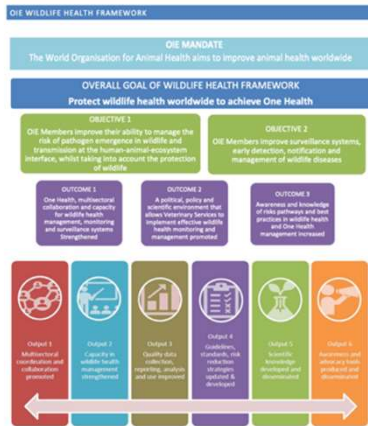 OIE WILDLIFE HEALTH FRAMEWORK
OIE MANDATE
The World Organisation for Animal Health aims to improve animal health worldwide
OVERALL GOAL OF WILDLIFE HEALTH FRAMEWORK
Protect wildlife health worldwide to achieve One Health
OBJECTIVE 1
OIE Members improve their ability to manage the
risk of pathogen emergence in wildlife and
transmission at the human-animal-ecosystem
interface, whilst taking into account the protection
of wildlife
OBJECTIVE 2
OIE Members improve surveillance systems,
early detection, notification and
management of wildlife diseases
OUTCOME 1
One Health, multisectoral
collaboration and capacity
for wildlife health
management, monitoring
and surveillance systems
Strengthened
OUTCOME 2
A political, policy and
scientific environment that
allows Veterinary Services to
implement effective wildlife
health monitoring and
management promoted
OUTCOME 3
Awareness and knowledge
of risks pathways and best
practices in wildlife
health and One Health
management increased
Output 1
Multisectoral
coordination and
collaboration
promoted
Output 2
Capacity in
wildlife health
management
strengthened
Output 3
Quality data
collection,
reporting, analysis
and use improved
Output 4
Guidelines,
standards, risk
reduction
strategies
updated &
developed
Output 5
Scientific
knowledge
developed and
disseminated
Output 6
Awareness and
advocacy tools
produced and
disseminated